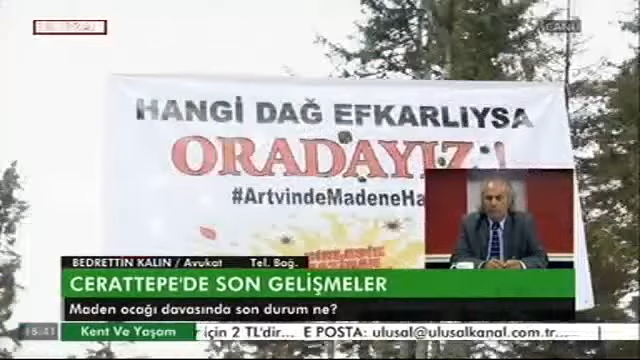 CANLI
HANGİ DAĞ EFKARLIYSA
ORADAYIZ..!
#ArtvindeMadeneHa
BEDRETTİN KALIN / Avukat Tel. Bağ.
CERATTEPE'DE SON GELİŞMELER
Maden ocağı davasında son durum ne?
15:41 Kent Ve Yaşam için 2 TL'dir... E POSTA: ulusal@ulusalkanal.com.tr...